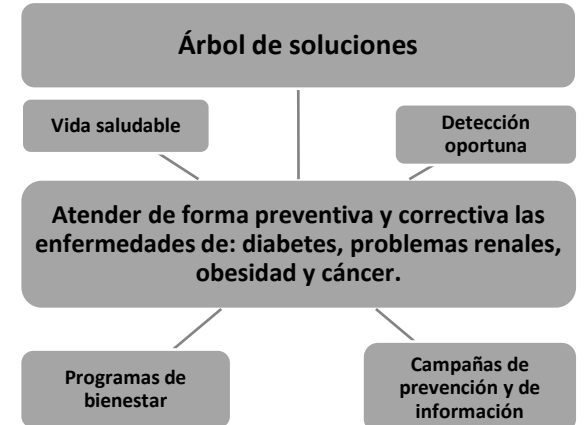 Árbol de soluciones
Vida saludable
Detección
oportuna
Atender de forma preventiva y correctiva las
enfermedades de: diabetes, problemas renales,
obesidad y cáncer.
Programas de
bienestar
Campañas de
prevención y de
información